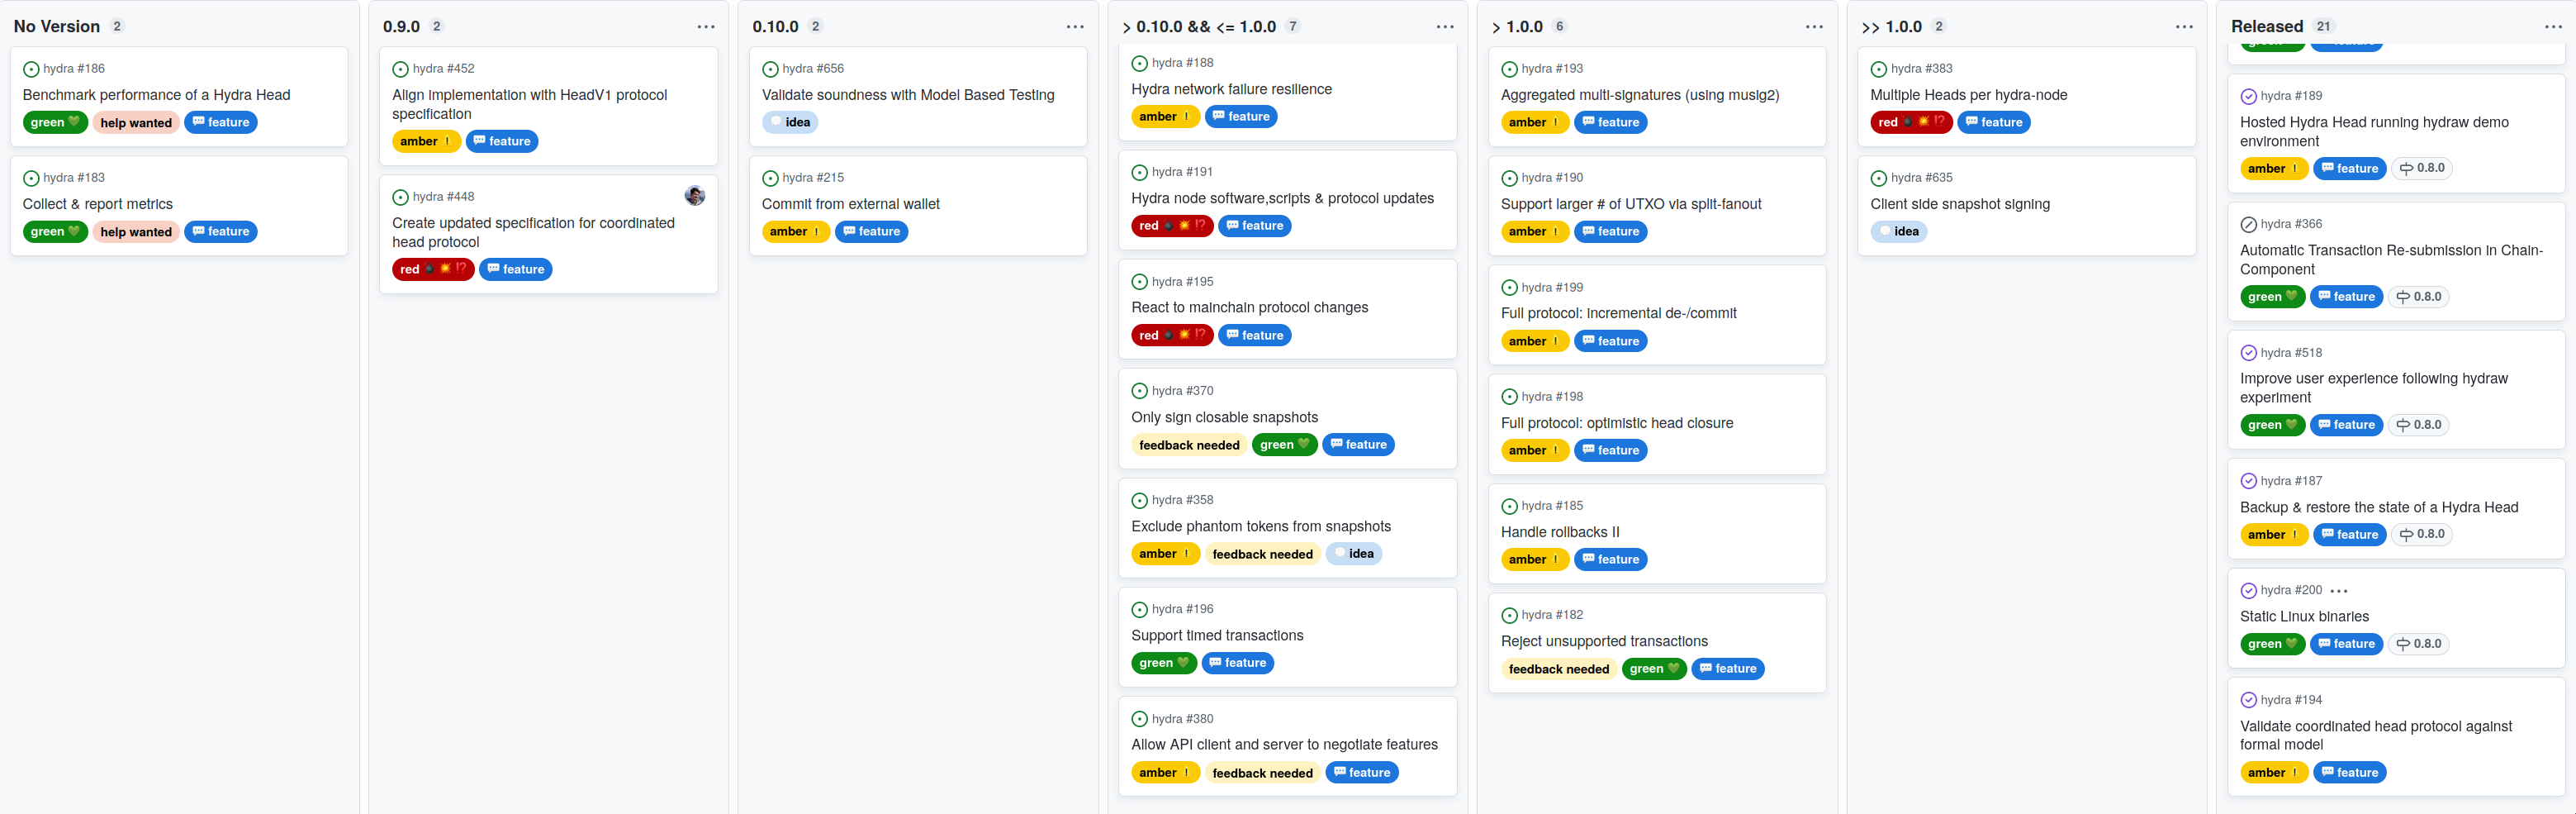 No Version 2
hydra #186
Benchmark performance of a Hydra Head
green 💚 help wanted 💬 feature
hydra #183
Collect & report metrics
green 💚 help wanted 💬 feature
0.9.0 2
hydra #452
Align implementation with HeadV1 protocol
specification
amber ⚠️ 💬 feature
hydra #448
Create updated specification for coordinated
head protocol
red 💣 💥 ⁉️ 💬 feature
0.10.0 2
hydra #656
Validate soundness with Model Based Testing
💭 idea
hydra #215
Commit from external wallet
amber ⚠️ 💬 feature
> 0.10.0 && <= 1.0.0 7
hydra #188
Hydra network failure resilience
amber ⚠️ 💬 feature
hydra #191
Hydra node software,scripts & protocol updates
red 💣 💥 ⁉️ 💬 feature
hydra #195
React to mainchain protocol changes
red 💣 💥 ⁉️ 💬 feature
hydra #370
Only sign closable snapshots
feedback needed green 💚 💬 feature
hydra #358
Exclude phantom tokens from snapshots
amber ⚠️ feedback needed 💭 idea
hydra #196
Support timed transactions
green 💚 💬 feature
hydra #380
Allow API client and server to negotiate features
amber ⚠️ feedback needed 💬 feature
> 1.0.0 6
hydra #193
Aggregated multi-signatures (using musig2)
amber ⚠️ 💬 feature
hydra #190
Support larger # of UTXO via split-fanout
amber ⚠️ 💬 feature
hydra #199
Full protocol: incremental de-/commit
amber ⚠️ 💬 feature
hydra #198
Full protocol: optimistic head closure
amber ⚠️ 💬 feature
hydra #185
Handle rollbacks II
amber ⚠️ 💬 feature
hydra #182
Reject unsupported transactions
feedback needed green 💚 💬 feature
>> 1.0.0 2
hydra #383
Multiple Heads per hydra-node
red 💣 💥 ⁉️ 💬 feature
hydra #635
Client side snapshot signing
💭 idea
Released 21
green 💚 💬 feature
hydra #189
Hosted Hydra Head running hydraw demo
environment
amber ⚠️ 💬 feature 0.8.0
hydra #366
Automatic Transaction Re-submission in Chain-
Component
green 💚 💬 feature 0.8.0
hydra #518
Improve user experience following hydraw
experiment
green 💚 💬 feature 0.8.0
hydra #187
Backup & restore the state of a Hydra Head
amber ⚠️ 💬 feature 0.8.0
hydra #200
Static Linux binaries
green 💚 💬 feature 0.8.0
hydra #194
Validate coordinated head protocol against
formal model
amber ⚠️ 💬 feature